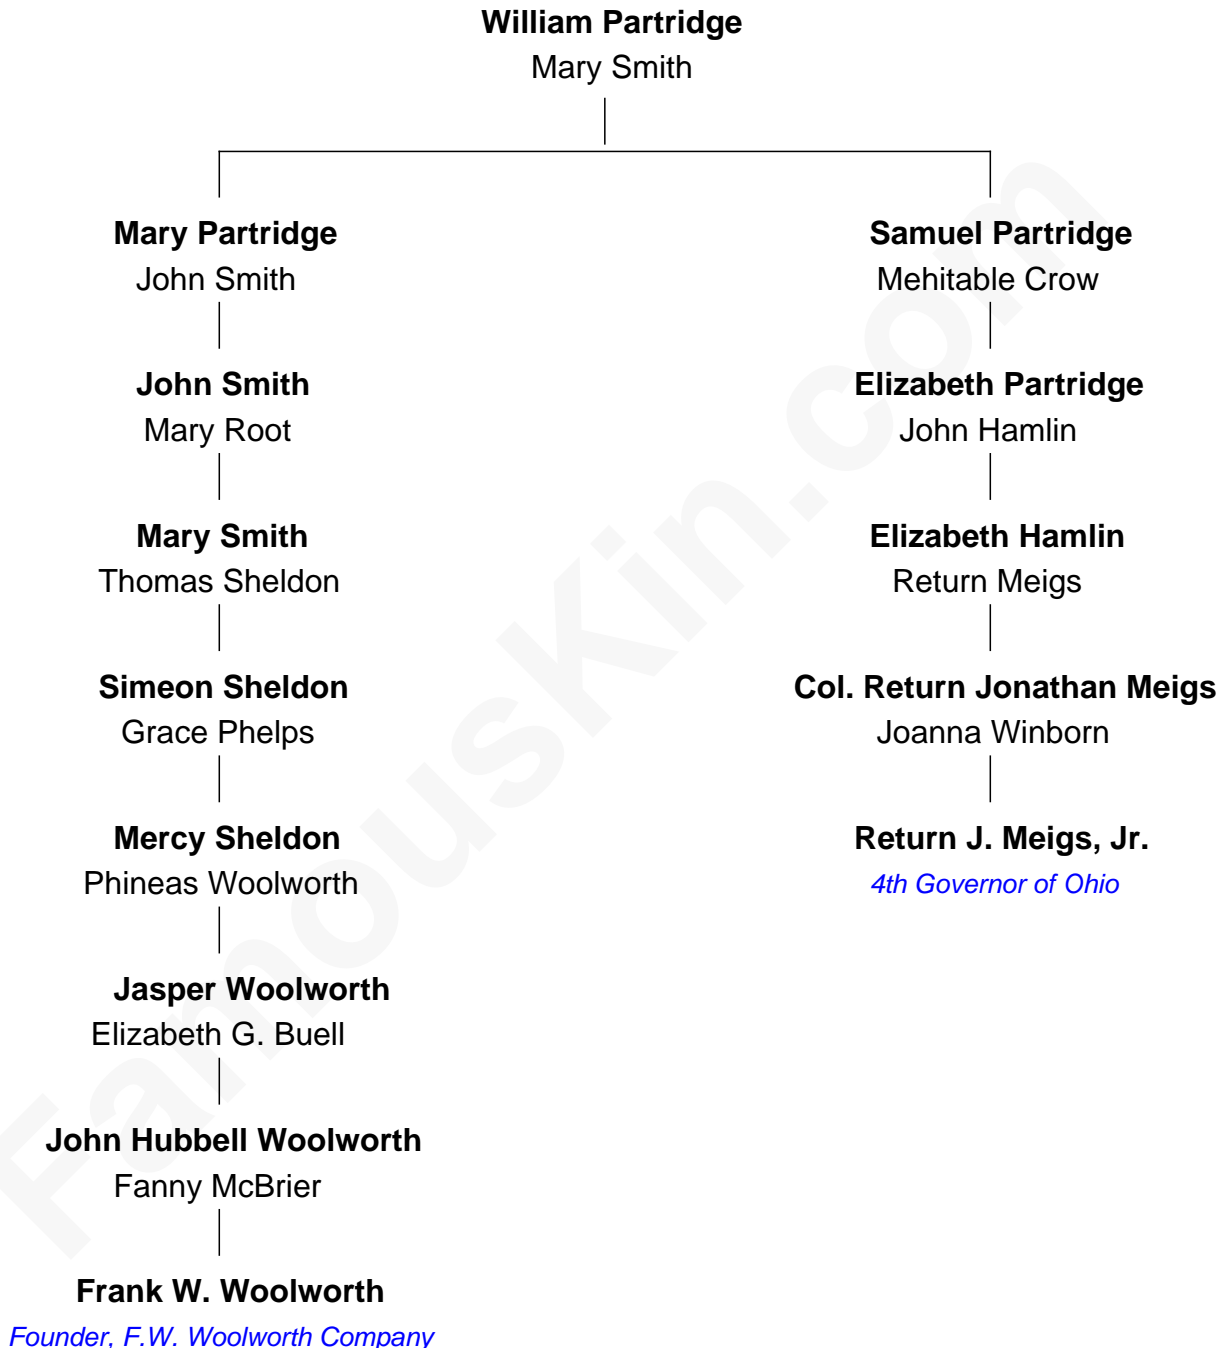 William Partridge
Mary Smith
Mary Partridge
John Smith
John Smith
Mary Root
Mary Smith
Thomas Sheldon
Simeon Sheldon
Grace Phelps
Mercy Sheldon
Phineas Woolworth
Jasper Woolworth
Elizabeth G. Buell
John Hubbell Woolworth
Fanny McBrier
Frank W. Woolworth
Founder, F.W. Woolworth Company
Samuel Partridge
Mehitable Crow
Elizabeth Partridge
John Hamlin
Elizabeth Hamlin
Return Meigs
Col. Return Jonathan Meigs
Joanna Winborn
Return J. Meigs, Jr.
4th Governor of Ohio
FamousKin.com